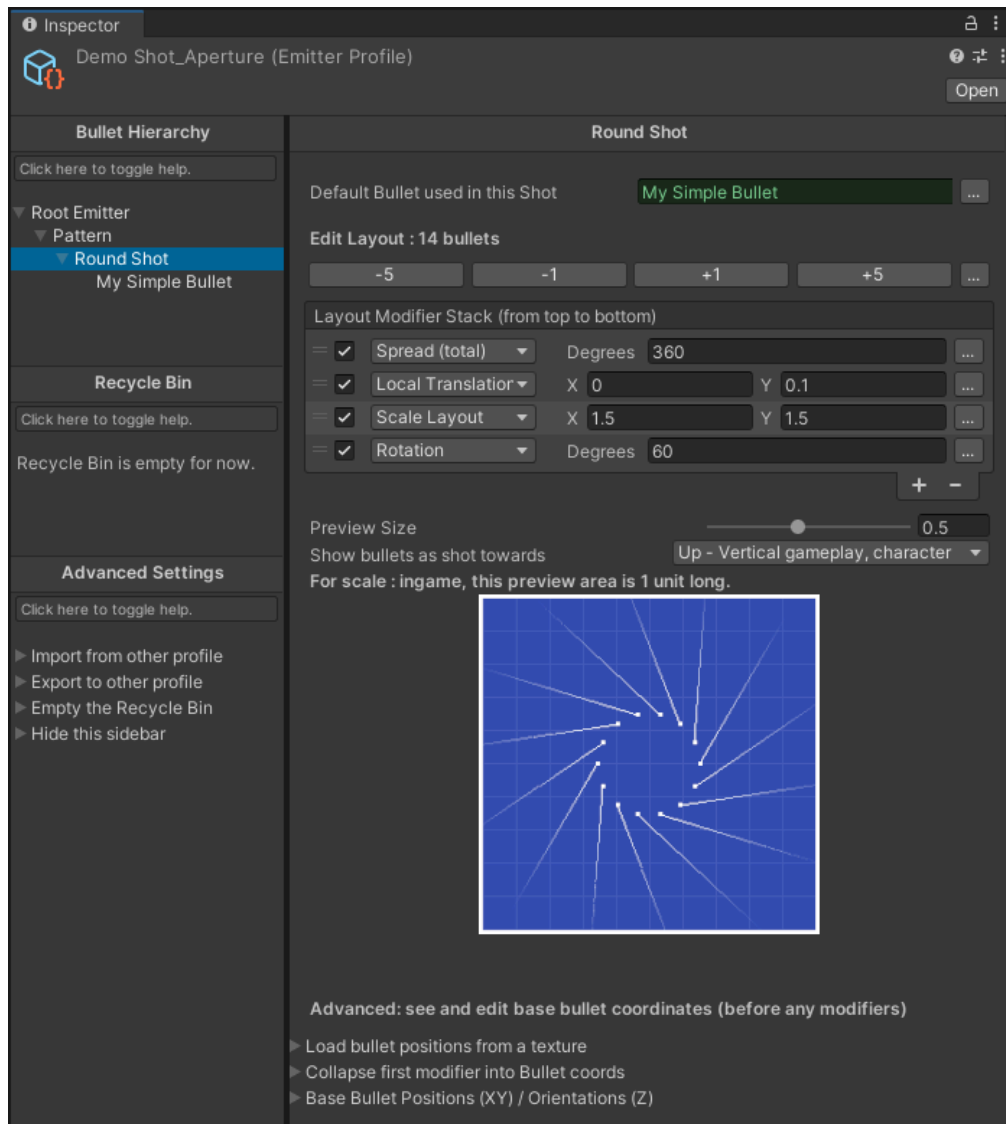 Inspector
Demo Shot_Aperture (Emitter Profile)
Open
Bullet Hierarchy
Click here to toggle help.
Root Emitter
Pattern
Round Shot
My Simple Bullet
Recycle Bin
Click here to toggle help.
Recycle Bin is empty for now.
Advanced Settings
Click here to toggle help.
Import from other profile
Export to other profile
Empty the Recycle Bin
Hide this sidebar
Round Shot
Default Bullet used in this Shot My Simple Bullet ...
Edit Layout : 14 bullets
-5 -1 +1 +5 ...
Layout Modifier Stack (from top to bottom)
Spread (total) Degrees 360 ...
Local Translation X 0 Y 0.1 ...
Scale Layout X 1.5 Y 1.5 ...
Rotation Degrees 60 ...
+ -
Preview Size 0.5
Show bullets as shot towards Up - Vertical gameplay, character
For scale : ingame, this preview area is 1 unit long.
Advanced: see and edit base bullet coordinates (before any modifiers)
Load bullet positions from a texture
Collapse first modifier into Bullet coords
Base Bullet Positions (XY) / Orientations (Z)